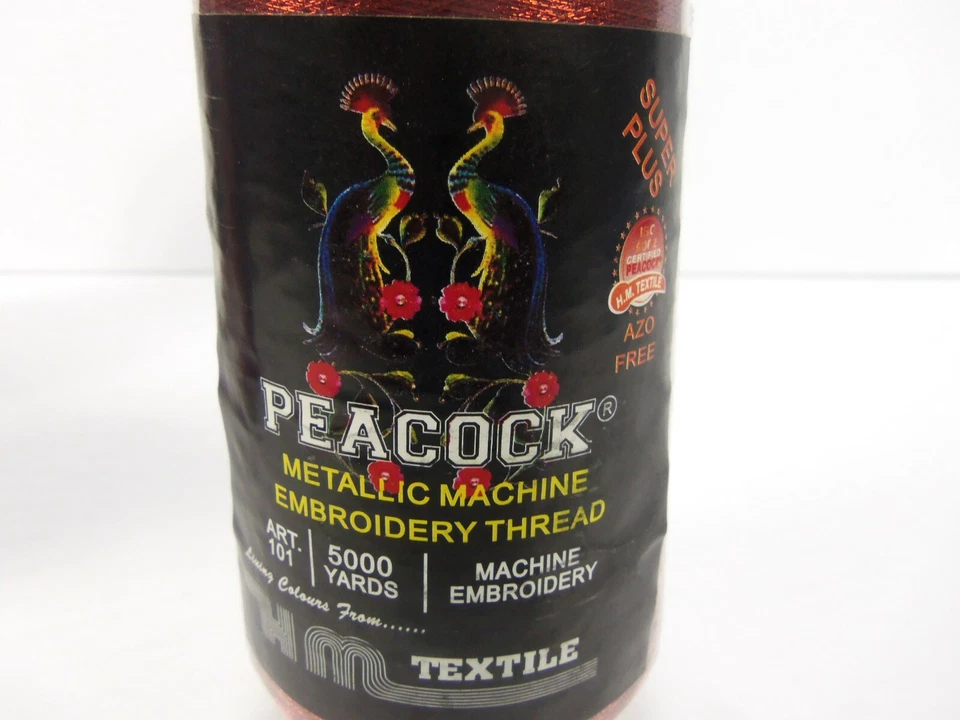 SUPER
PLUS
CERTIFIED
PEACOCK
H.M. TEXTILE
AZO
FREE
PEACOCK®
METALLIC MACHINE
EMBROIDERY THREAD
ART.
101
5000
YARDS
MACHINE
EMBROIDERY
Living Colours From......
HM TEXTILE